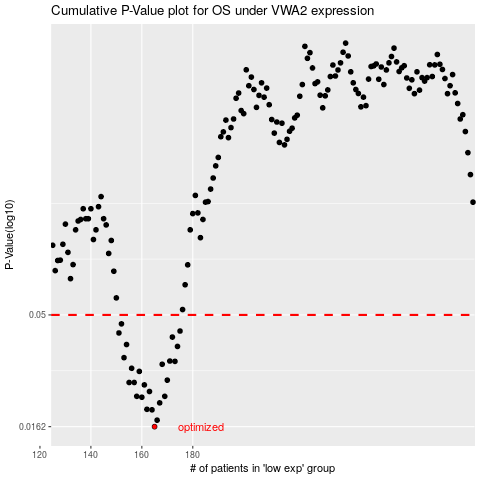 Cumulative P-Value plot for OS under VWA2 expression
P-Value(log10)
0.05
0.0162
optimized
120 140 160 180
# of patients in 'low exp' group